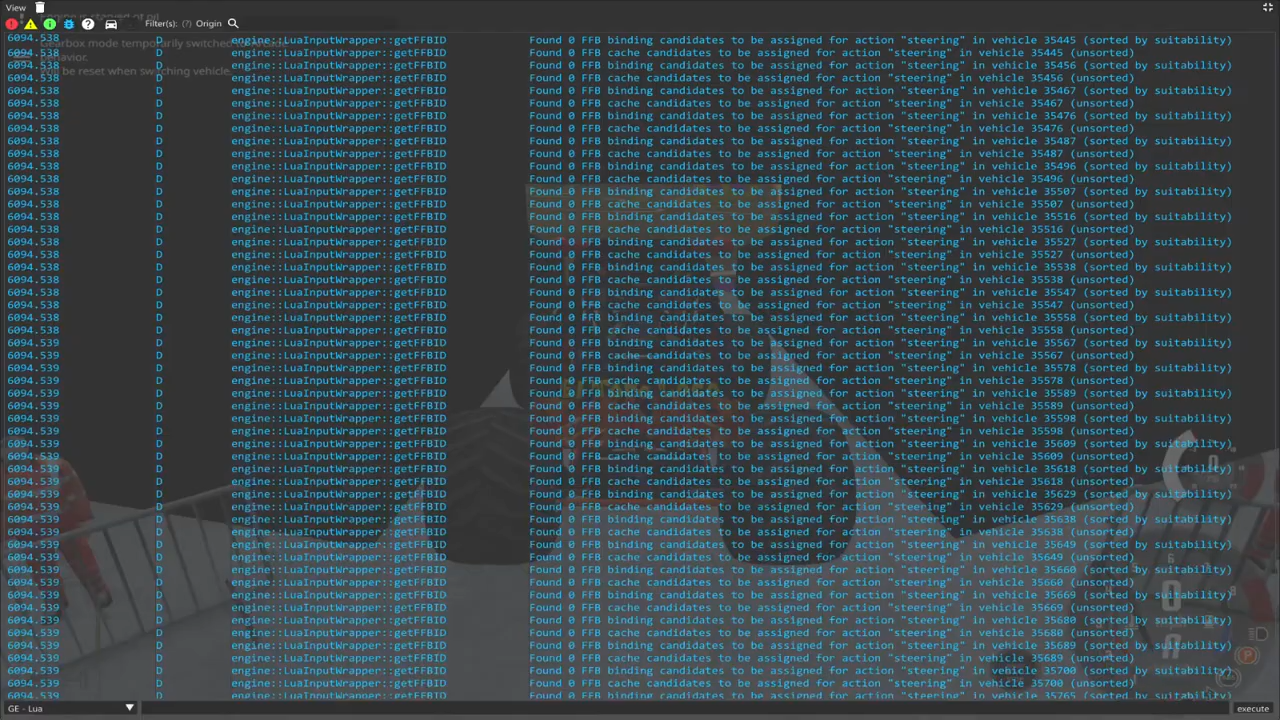 View
Filter(s): (?) Origin
Gearbox mode temporarily switched to
behavior.
Will be reset when switching vehicle.
6094.538 D engine::LuaInputWrapper::getFFBID Found 0 FFB binding candidates to be assigned for action "steering" in vehicle 35445 (sorted by suitability)
6094.538 D engine::LuaInputWrapper::getFFBID Found 0 FFB cache candidates to be assigned for action "steering" in vehicle 35445 (unsorted)
6094.538 D engine::LuaInputWrapper::getFFBID Found 0 FFB binding candidates to be assigned for action "steering" in vehicle 35456 (sorted by suitability)
6094.538 D engine::LuaInputWrapper::getFFBID Found 0 FFB cache candidates to be assigned for action "steering" in vehicle 35456 (unsorted)
6094.538 D engine::LuaInputWrapper::getFFBID Found 0 FFB binding candidates to be assigned for action "steering" in vehicle 35467 (sorted by suitability)
6094.538 D engine::LuaInputWrapper::getFFBID Found 0 FFB cache candidates to be assigned for action "steering" in vehicle 35467 (unsorted)
6094.538 D engine::LuaInputWrapper::getFFBID Found 0 FFB binding candidates to be assigned for action "steering" in vehicle 35476 (sorted by suitability)
6094.538 D engine::LuaInputWrapper::getFFBID Found 0 FFB cache candidates to be assigned for action "steering" in vehicle 35476 (unsorted)
6094.538 D engine::LuaInputWrapper::getFFBID Found 0 FFB binding candidates to be assigned for action "steering" in vehicle 35487 (sorted by suitability)
6094.538 D engine::LuaInputWrapper::getFFBID Found 0 FFB cache candidates to be assigned for action "steering" in vehicle 35487 (unsorted)
6094.538 D engine::LuaInputWrapper::getFFBID Found 0 FFB binding candidates to be assigned for action "steering" in vehicle 35496 (sorted by suitability)
6094.538 D engine::LuaInputWrapper::getFFBID Found 0 FFB cache candidates to be assigned for action "steering" in vehicle 35496 (unsorted)
6094.538 D engine::LuaInputWrapper::getFFBID Found 0 FFB binding candidates to be assigned for action "steering" in vehicle 35507 (sorted by suitability)
6094.538 D engine::LuaInputWrapper::getFFBID Found 0 FFB cache candidates to be assigned for action "steering" in vehicle 35507 (unsorted)
6094.538 D engine::LuaInputWrapper::getFFBID Found 0 FFB binding candidates to be assigned for action "steering" in vehicle 35516 (sorted by suitability)
6094.538 D engine::LuaInputWrapper::getFFBID Found 0 FFB cache candidates to be assigned for action "steering" in vehicle 35516 (unsorted)
6094.538 D engine::LuaInputWrapper::getFFBID Found 0 FFB binding candidates to be assigned for action "steering" in vehicle 35527 (sorted by suitability)
6094.538 D engine::LuaInputWrapper::getFFBID Found 0 FFB cache candidates to be assigned for action "steering" in vehicle 35527 (unsorted)
6094.538 D engine::LuaInputWrapper::getFFBID Found 0 FFB binding candidates to be assigned for action "steering" in vehicle 35538 (sorted by suitability)
6094.538 D engine::LuaInputWrapper::getFFBID Found 0 FFB cache candidates to be assigned for action "steering" in vehicle 35538 (unsorted)
6094.538 D engine::LuaInputWrapper::getFFBID Found 0 FFB binding candidates to be assigned for action "steering" in vehicle 35547 (sorted by suitability)
6094.538 D engine::LuaInputWrapper::getFFBID Found 0 FFB cache candidates to be assigned for action "steering" in vehicle 35547 (unsorted)
6094.538 D engine::LuaInputWrapper::getFFBID Found 0 FFB binding candidates to be assigned for action "steering" in vehicle 35558 (sorted by suitability)
6094.538 D engine::LuaInputWrapper::getFFBID Found 0 FFB cache candidates to be assigned for action "steering" in vehicle 35558 (unsorted)
6094.539 D engine::LuaInputWrapper::getFFBID Found 0 FFB binding candidates to be assigned for action "steering" in vehicle 35567 (sorted by suitability)
6094.539 D engine::LuaInputWrapper::getFFBID Found 0 FFB cache candidates to be assigned for action "steering" in vehicle 35567 (unsorted)
6094.539 D engine::LuaInputWrapper::getFFBID Found 0 FFB binding candidates to be assigned for action "steering" in vehicle 35578 (sorted by suitability)
6094.539 D engine::LuaInputWrapper::getFFBID Found 0 FFB cache candidates to be assigned for action "steering" in vehicle 35578 (unsorted)
6094.539 D engine::LuaInputWrapper::getFFBID Found 0 FFB binding candidates to be assigned for action "steering" in vehicle 35589 (sorted by suitability)
6094.539 D engine::LuaInputWrapper::getFFBID Found 0 FFB cache candidates to be assigned for action "steering" in vehicle 35589 (unsorted)
6094.539 D engine::LuaInputWrapper::getFFBID Found 0 FFB binding candidates to be assigned for action "steering" in vehicle 35598 (sorted by suitability)
6094.539 D engine::LuaInputWrapper::getFFBID Found 0 FFB cache candidates to be assigned for action "steering" in vehicle 35598 (unsorted)
6094.539 D engine::LuaInputWrapper::getFFBID Found 0 FFB binding candidates to be assigned for action "steering" in vehicle 35609 (sorted by suitability)
6094.539 D engine::LuaInputWrapper::getFFBID Found 0 FFB cache candidates to be assigned for action "steering" in vehicle 35609 (unsorted)
6094.539 D engine::LuaInputWrapper::getFFBID Found 0 FFB binding candidates to be assigned for action "steering" in vehicle 35618 (sorted by suitability)
6094.539 D engine::LuaInputWrapper::getFFBID Found 0 FFB cache candidates to be assigned for action "steering" in vehicle 35618 (unsorted)
6094.539 D engine::LuaInputWrapper::getFFBID Found 0 FFB binding candidates to be assigned for action "steering" in vehicle 35629 (sorted by suitability)
6094.539 D engine::LuaInputWrapper::getFFBID Found 0 FFB cache candidates to be assigned for action "steering" in vehicle 35629 (unsorted)
6094.539 D engine::LuaInputWrapper::getFFBID Found 0 FFB binding candidates to be assigned for action "steering" in vehicle 35638 (sorted by suitability)
6094.539 D engine::LuaInputWrapper::getFFBID Found 0 FFB cache candidates to be assigned for action "steering" in vehicle 35638 (unsorted)
6094.539 D engine::LuaInputWrapper::getFFBID Found 0 FFB binding candidates to be assigned for action "steering" in vehicle 35649 (sorted by suitability)
6094.539 D engine::LuaInputWrapper::getFFBID Found 0 FFB cache candidates to be assigned for action "steering" in vehicle 35649 (unsorted)
6094.539 D engine::LuaInputWrapper::getFFBID Found 0 FFB binding candidates to be assigned for action "steering" in vehicle 35660 (sorted by suitability)
6094.539 D engine::LuaInputWrapper::getFFBID Found 0 FFB cache candidates to be assigned for action "steering" in vehicle 35660 (unsorted)
6094.539 D engine::LuaInputWrapper::getFFBID Found 0 FFB binding candidates to be assigned for action "steering" in vehicle 35669 (sorted by suitability)
6094.539 D engine::LuaInputWrapper::getFFBID Found 0 FFB cache candidates to be assigned for action "steering" in vehicle 35669 (unsorted)
6094.539 D engine::LuaInputWrapper::getFFBID Found 0 FFB binding candidates to be assigned for action "steering" in vehicle 35680 (sorted by suitability)
6094.539 D engine::LuaInputWrapper::getFFBID Found 0 FFB cache candidates to be assigned for action "steering" in vehicle 35680 (unsorted)
6094.539 D engine::LuaInputWrapper::getFFBID Found 0 FFB binding candidates to be assigned for action "steering" in vehicle 35689 (sorted by suitability)
6094.539 D engine::LuaInputWrapper::getFFBID Found 0 FFB cache candidates to be assigned for action "steering" in vehicle 35689 (unsorted)
6094.539 D engine::LuaInputWrapper::getFFBID Found 0 FFB binding candidates to be assigned for action "steering" in vehicle 35700 (sorted by suitability)
6094.539 D engine::LuaInputWrapper::getFFBID Found 0 FFB cache candidates to be assigned for action "steering" in vehicle 35700 (unsorted)
6094.539 D engine::LuaInputWrapper::getFFBID Found 0 FFB binding candidates to be assigned for action "steering" in vehicle 35765 (sorted by suitability)
GE - Lua
execute